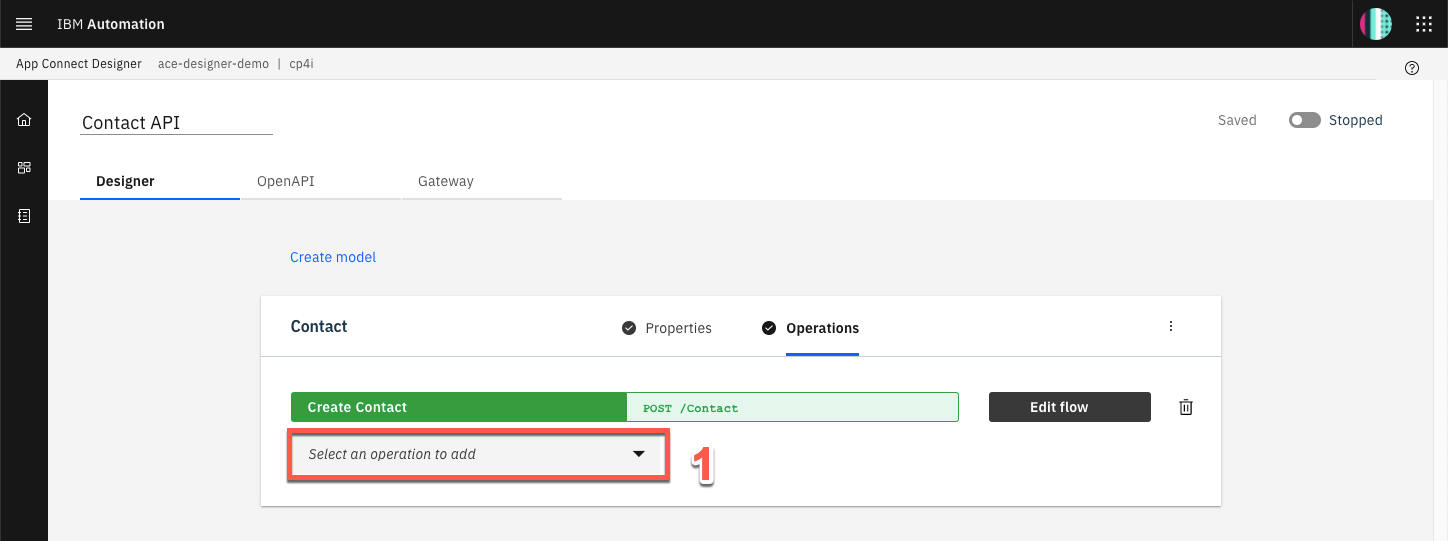 IBM Automation
App Connect Designer ace-designer-demo | cp4i
Contact API
Saved Stopped
Designer OpenAPI Gateway
Create model
Contact Properties Operations
Create Contact POST /Contact Edit flow
Select an operation to add 1